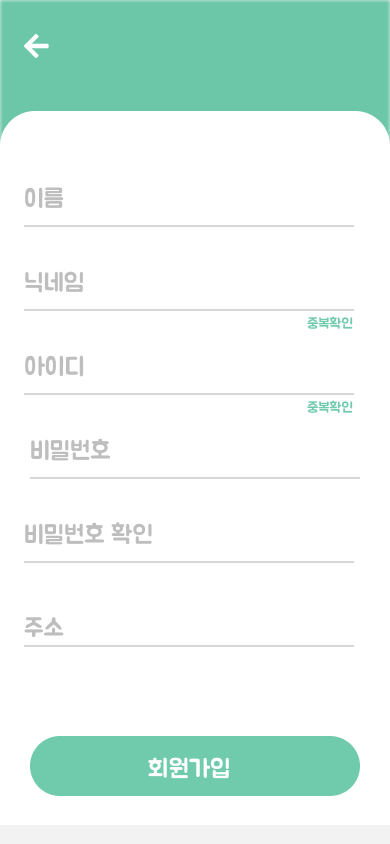 이름
닉네임
중복확인
아이디
중복확인
비밀번호
비밀번호 확인
주소
회원가입